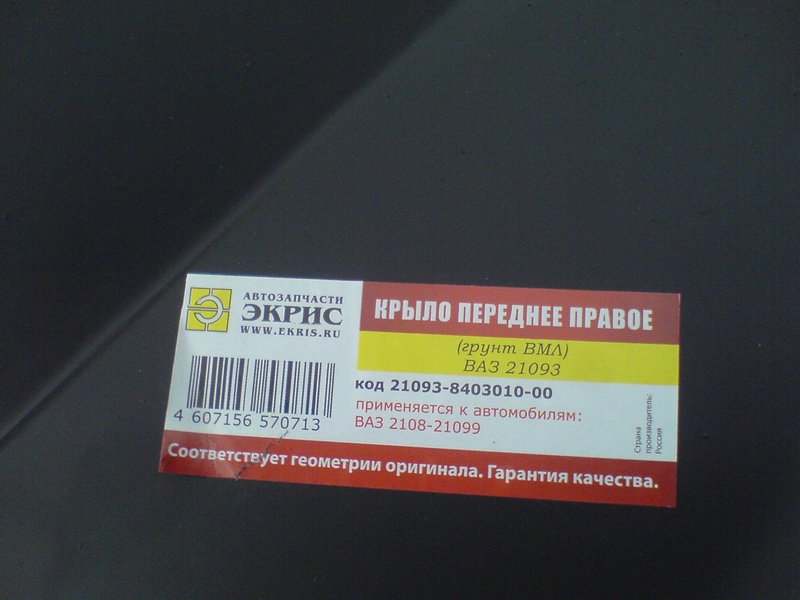 АВТОЗАПЧАСТИ
ЭКРИС
WWW.EKRIS.RU
4 607156 570713
КРЫЛО ПЕРЕДНЕЕ ПРАВОЕ
(грунт ВМЛ)
ВАЗ 21093
код 21093-8403010-00
применяется к автомобилям:
ВАЗ 2108-21099
Страна
производитель:
Россия
Соответствует геометрии оригинала. Гарантия качества.